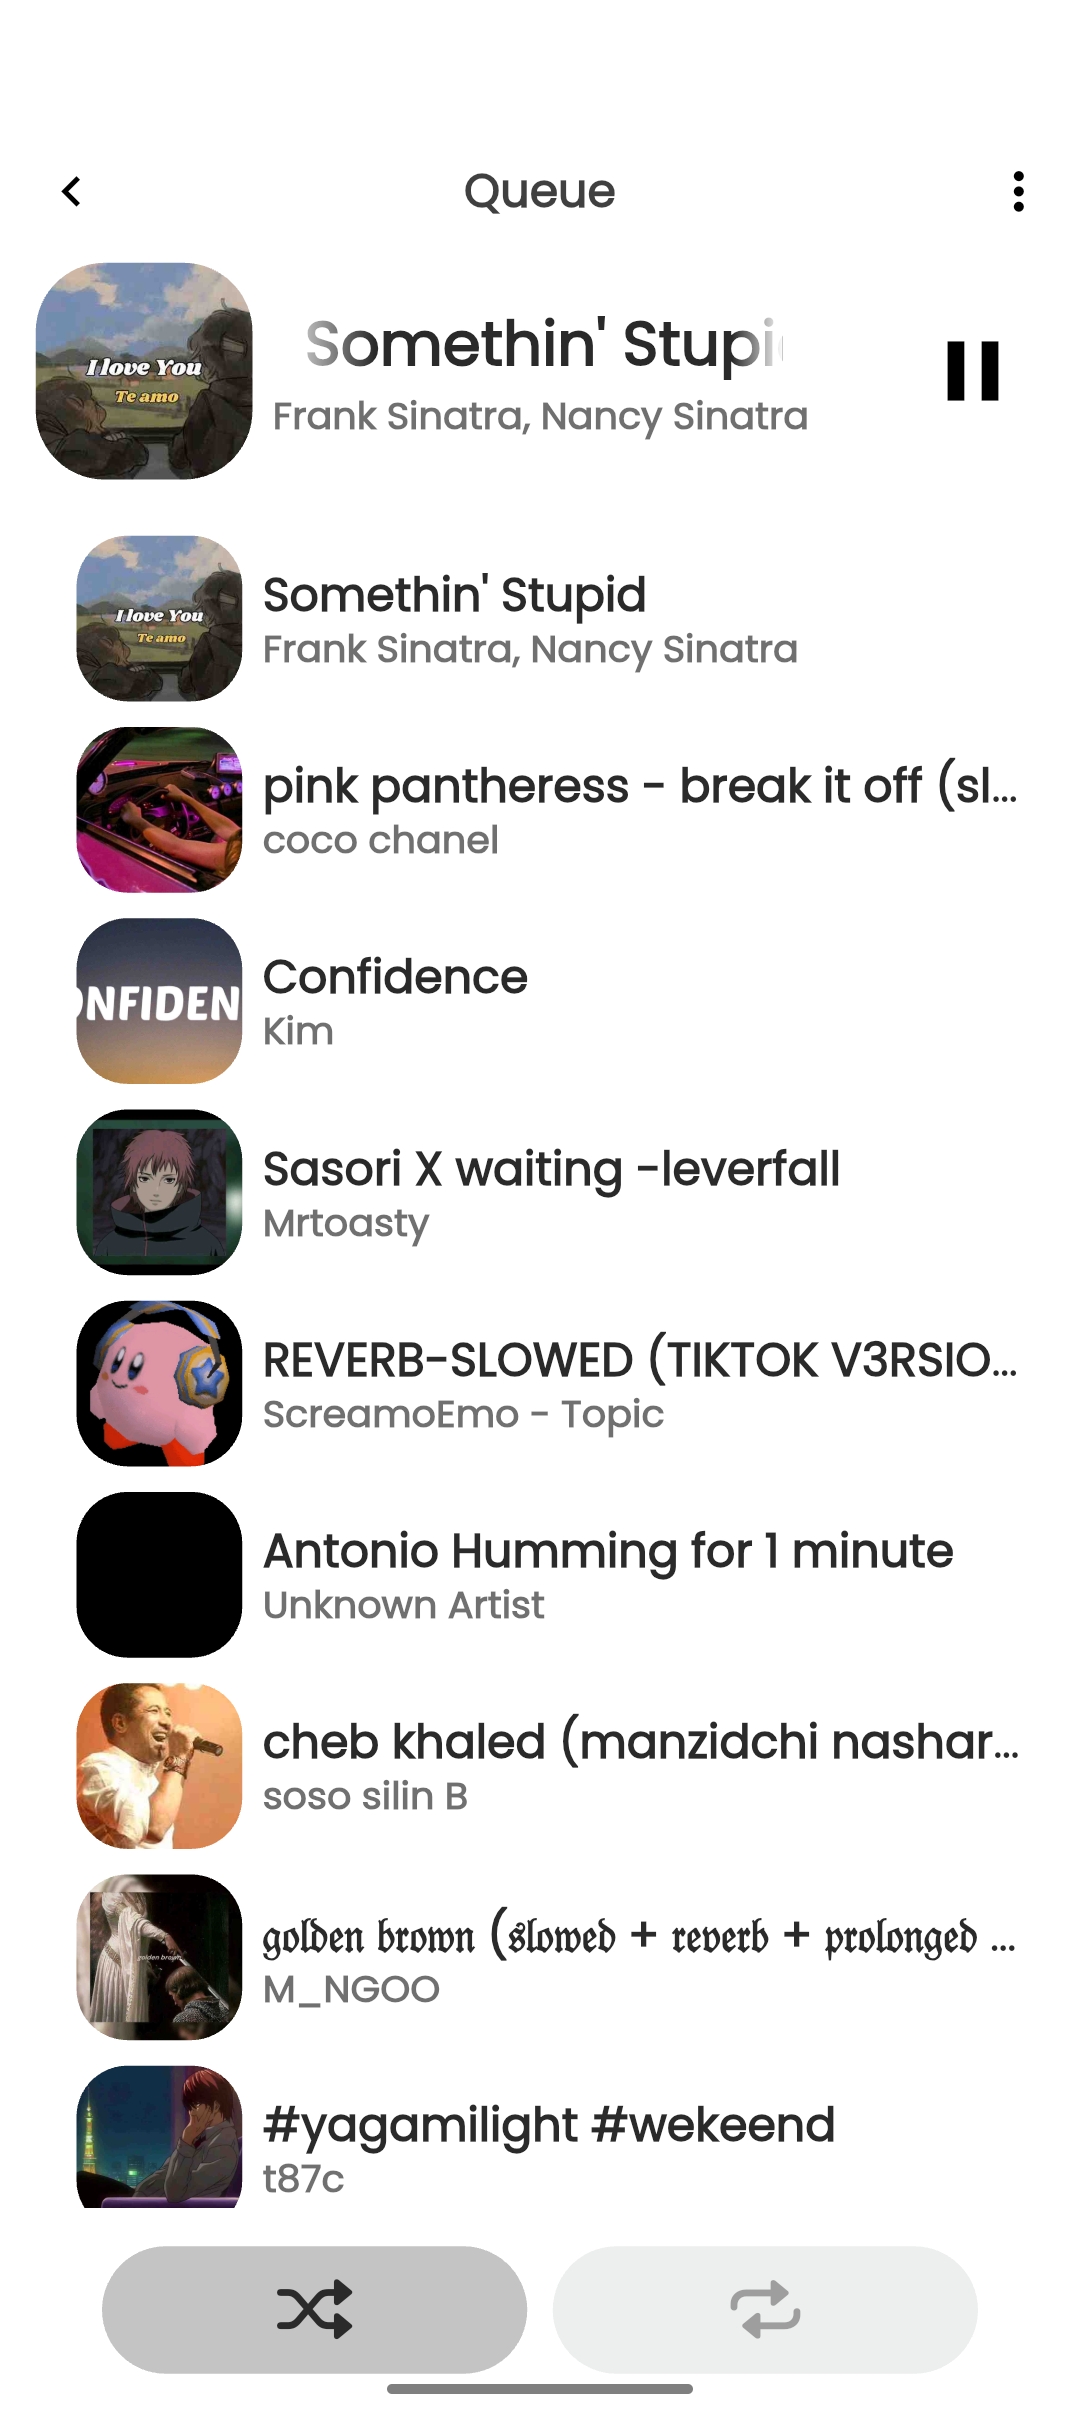 Queue
I love You
Te amo
Somethin' Stupi
Frank Sinatra, Nancy Sinatra
I love You
Te amo
Somethin' Stupid
Frank Sinatra, Nancy Sinatra
pink pantheress - break it off (sl...
coco chanel
ONFIDEN
Confidence
Kim
Sasori X waiting -leverfall
Mrtoasty
REVERB-SLOWED (TIKTOK V3RSIO...
ScreamoEmo - Topic
Antonio Humming for 1 minute
Unknown Artist
cheb khaled (manzidchi nashar...
soso silin B
golden brown
𝔤𝔬𝔩𝔡𝔢𝔫 𝔟𝔯𝔬𝔴𝔫 (𝔰𝔩𝔬𝔴𝔢𝔡 + 𝔯𝔢𝔳𝔢𝔯𝔟 + 𝔭𝔯𝔬𝔩𝔬𝔫𝔤𝔢𝔡 ...
M_NGOO
#yagamilight #wekeend
t87c